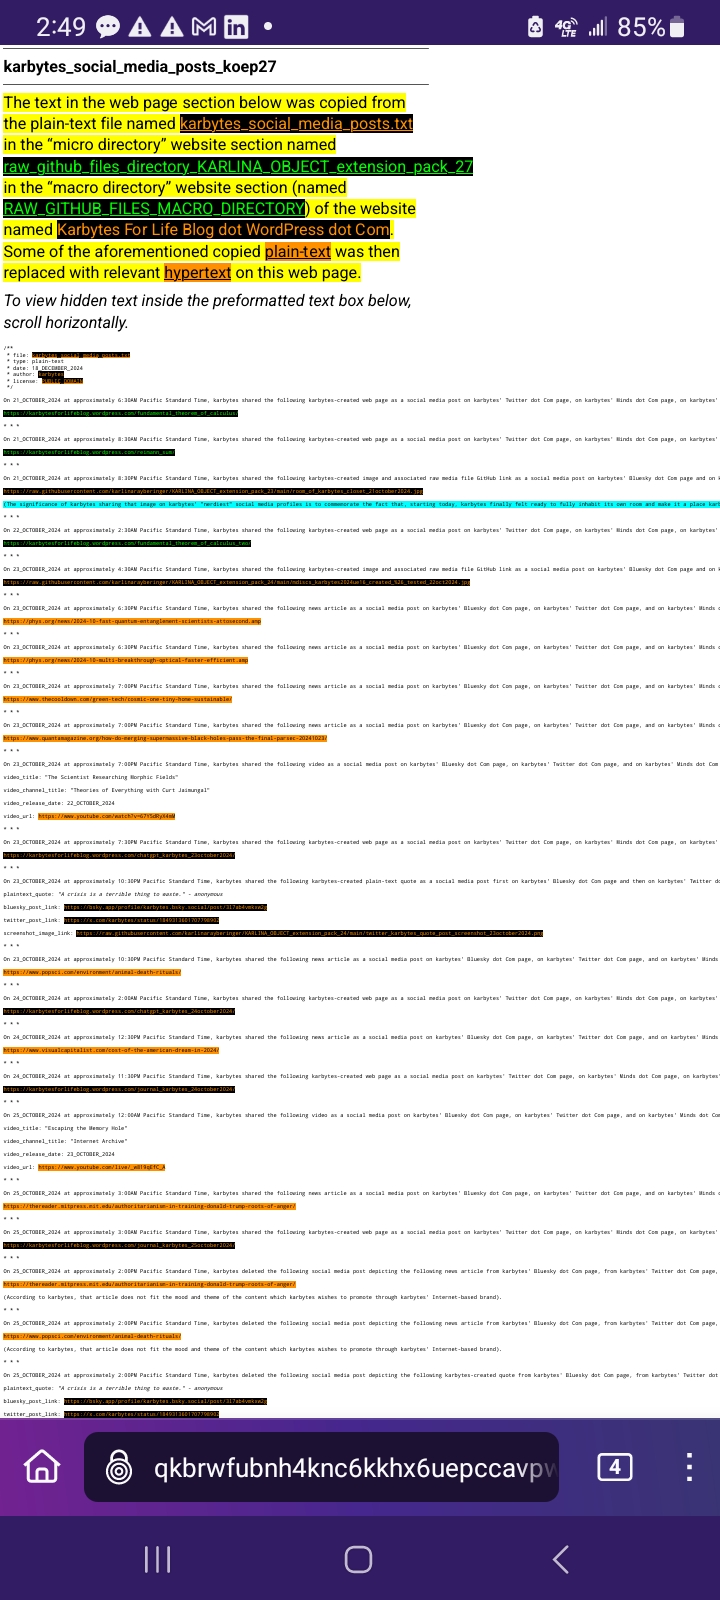 2:49
85%
karbytes_social_media_posts_koep27
The text in the web page section below was copied from
the plain-text file named karbytes_social_media_posts.txt
in the “micro directory” website section named
raw_github_files_directory_KARLINA_OBJECT_extension_pack_27
in the “macro directory” website section (named
RAW_GITHUB_FILES_MACRO_DIRECTORY) of the website
named Karbytes For Life Blog dot WordPress dot Com.
Some of the aforementioned copied plain-text was then
replaced with relevant hypertext on this web page.
To view hidden text inside the preformatted text box below,
scroll horizontally.
/**
* file: karbytes_social_media_posts.txt
* type: plain-text
* date: 18_DECEMBER_2024
* author: karbytes
* license: PUBLIC_DOMAIN
*/
On 21_OCTOBER_2024 at approximately 6:30AM Pacific Standard Time, karbytes shared the following karbytes-created web page as a social media post on karbytes' Twitter dot Com page, on karbytes' Minds dot Com page, on karbytes'
https://karbytesforlifeblog.wordpress.com/fundamental_theorem_of_calculus/
* * *
On 21_OCTOBER_2024 at approximately 8:30AM Pacific Standard Time, karbytes shared the following karbytes-created web page as a social media post on karbytes' Twitter dot Com page, on karbytes' Minds dot Com page, on karbytes'
https://karbytesforlifeblog.wordpress.com/reimann_sum/
* * *
On 21_OCTOBER_2024 at approximately 8:30PM Pacific Standard Time, karbytes shared the following karbytes-created image and associated raw media file GitHub link as a social media post on karbytes' Bluesky dot Com page and on k
https://raw.githubusercontent.com/karlinarayberinger/KARLINA_OBJECT_extension_pack_23/main/room_of_karbytes_closet_21october2024.jpg
(The significance of karbytes sharing that image on karbytes' "nerdiest" social media profiles is to commemorate the fact that, starting today, karbytes finally felt ready to fully inhabit its own room and make it a place kar
* * *
On 22_OCTOBER_2024 at approximately 2:30AM Pacific Standard Time, karbytes shared the following karbytes-created web page as a social media post on karbytes' Twitter dot Com page, on karbytes' Minds dot Com page, on karbytes'
https://karbytesforlifeblog.wordpress.com/fundamental_theorem_of_calculus_two/
* * *
On 23_OCTOBER_2024 at approximately 4:30AM Pacific Standard Time, karbytes shared the following karbytes-created image and associated raw media file GitHub link as a social media post on karbytes' Bluesky dot Com page and on k
* * *
On 23_OCTOBER_2024 at approximately 6:30PM Pacific Standard Time, karbytes shared the following news article as a social media post on karbytes' Bluesky dot Com page, on karbytes' Twitter dot Com page, and on karbytes' Minds d
https://phys.org/news/2024-10-fast-quantum-entanglement-scientists-attosecond.amp
* * *
On 23_OCTOBER_2024 at approximately 6:30PM Pacific Standard Time, karbytes shared the following news article as a social media post on karbytes' Bluesky dot Com page, on karbytes' Twitter dot Com page, and on karbytes' Minds d
https://phys.org/news/2024-10-multi-breakthrough-optical-faster-efficient.amp
* * *
On 23_OCTOBER_2024 at approximately 7:00PM Pacific Standard Time, karbytes shared the following news article as a social media post on karbytes' Bluesky dot Com page, on karbytes' Twitter dot Com page, and on karbytes' Minds d
https://www.thecooldown.com/green-tech/cosmic-one-tiny-home-sustainable/
* * *
On 23_OCTOBER_2024 at approximately 7:00PM Pacific Standard Time, karbytes shared the following news article as a social media post on karbytes' Bluesky dot Com page, on karbytes' Twitter dot Com page, and on karbytes' Minds d
https://www.quantamagazine.org/how-do-merging-supermassive-black-holes-pass-the-final-parsec-20241023/
* * *
On 23_OCTOBER_2024 at approximately 7:00PM Pacific Standard Time, karbytes shared the following video as a social media post on karbytes' Bluesky dot Com page, on karbytes' Twitter dot Com page, and on karbytes' Minds dot Com
video_title: "The Scientist Researching Morphic Fields"
video_channel_title: "Theories of Everything with Curt Jaimungal"
video_release_date: 22_OCTOBER_2024
video_url:
* * *
On 23_OCTOBER_2024 at approximately 7:30PM Pacific Standard Time, karbytes shared the following karbytes-created web page as a social media post on karbytes' Twitter dot Com page, on karbytes' Minds dot Com page, on karbytes'
https://karbytesforlifeblog.wordpress.com/chatgpt_karbytes_23october2024/
* * *
On 23_OCTOBER_2024 at approximately 10:30PM Pacific Standard Time, karbytes shared the following karbytes-created plain-text quote as a social media post first on karbytes' Bluesky dot Com page and then on karbytes' Twitter do
plaintext_quote: "A crisis is a terrible thing to waste." - anonymous
bluesky_post_link:
twitter_post_link:
screenshot_image_link: https://raw.githubusercontent.com/karlinarayberinger/KARLINA_OBJECT_extension_pack_24/main/twitter_karbytes_quote_post_screenshot_23october2024.png
* * *
On 23_OCTOBER_2024 at approximately 10:30PM Pacific Standard Time, karbytes shared the following news article as a social media post on karbytes' Bluesky dot Com page, on karbytes' Twitter dot Com page, and on karbytes' Minds
https://www.popsci.com/environment/animal-death-rituals/
* * *
On 24_OCTOBER_2024 at approximately 2:00AM Pacific Standard Time, karbytes shared the following karbytes-created web page as a social media post on karbytes' Twitter dot Com page, on karbytes' Minds dot Com page, on karbytes'
https://karbytesforlifeblog.wordpress.com/chatgpt_karbytes_24october2024/
* * *
On 24_OCTOBER_2024 at approximately 12:30PM Pacific Standard Time, karbytes shared the following news article as a social media post on karbytes' Bluesky dot Com page, on karbytes' Twitter dot Com page, and on karbytes' Minds
https://www.visualcapitalist.com/cost-of-the-american-dream-in-2024/
* * *
On 24_OCTOBER_2024 at approximately 11:30PM Pacific Standard Time, karbytes shared the following karbytes-created web page as a social media post on karbytes' Twitter dot Com page, on karbytes' Minds dot Com page, on karbytes'
https://karbytesforlifeblog.wordpress.com/journal_karbytes_24october2024/
* * *
On 25_OCTOBER_2024 at approximately 12:00AM Pacific Standard Time, karbytes shared the following video as a social media post on karbytes' Bluesky dot Com page, on karbytes' Twitter dot Com page, and on karbytes' Minds dot Com
video_title: "Escaping the Memory Hole"
video_channel_title: "Internet Archive"
video_release_date: 23_OCTOBER_2024
video_url:
* * *
On 25_OCTOBER_2024 at approximately 3:00AM Pacific Standard Time, karbytes shared the following news article as a social media post on karbytes' Bluesky dot Com page, on karbytes' Twitter dot Com page, and on karbytes' Minds d
https://thereader.mitpress.mit.edu/authoritarianism-in-training-donald-trump-roots-of-anger/
* * *
On 25_OCTOBER_2024 at approximately 3:00AM Pacific Standard Time, karbytes shared the following karbytes-created web page as a social media post on karbytes' Twitter dot Com page, on karbytes' Minds dot Com page, on karbytes'
https://karbytesforlifeblog.wordpress.com/journal_karbytes_25october2024/
* * *
On 25_OCTOBER_2024 at approximately 2:00PM Pacific Standard Time, karbytes deleted the following social media post depicting the following news article from karbytes' Bluesky dot Com page, from karbytes' Twitter dot Com page,
https://thereader.mitpress.mit.edu/authoritarianism-in-training-donald-trump-roots-of-anger/
(According to karbytes, that article does not fit the mood and theme of the content which karbytes wishes to promote through karbytes' Internet-based brand).
* * *
On 25_OCTOBER_2024 at approximately 2:00PM Pacific Standard Time, karbytes deleted the following social media post depicting the following news article from karbytes' Bluesky dot Com page, from karbytes' Twitter dot Com page,
https://www.popsci.com/environment/animal-death-rituals/
(According to karbytes, that article does not fit the mood and theme of the content which karbytes wishes to promote through karbytes' Internet-based brand).
* * *
On 25_OCTOBER_2024 at approximately 2:00PM Pacific Standard Time, karbytes deleted the following social media post depicting the following karbytes-created quote from Bluesky dot Com page, from karbytes' Twitter dot
plaintext_quote: "A crisis is a terrible thing to waste." - anonymous
bluesky_post_link:
twitter_post_link:
qkbrwfubnh4knc6kkhx6uepccavpw
4